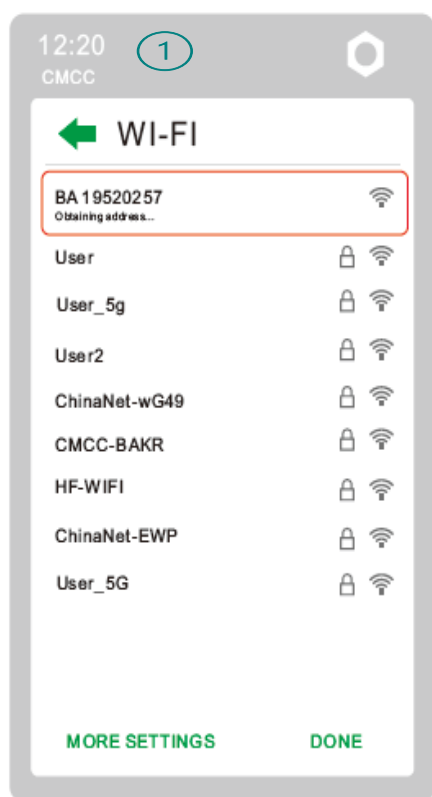 12:20
1
CMCC
WI-FI
BA 19520257
Obtaining address...
User
User_5g
User2
ChinaNet-wG49
CMCC-BAKR
HF-WIFI
ChinaNet-EWP
User_5G
MORE SETTINGS
DONE